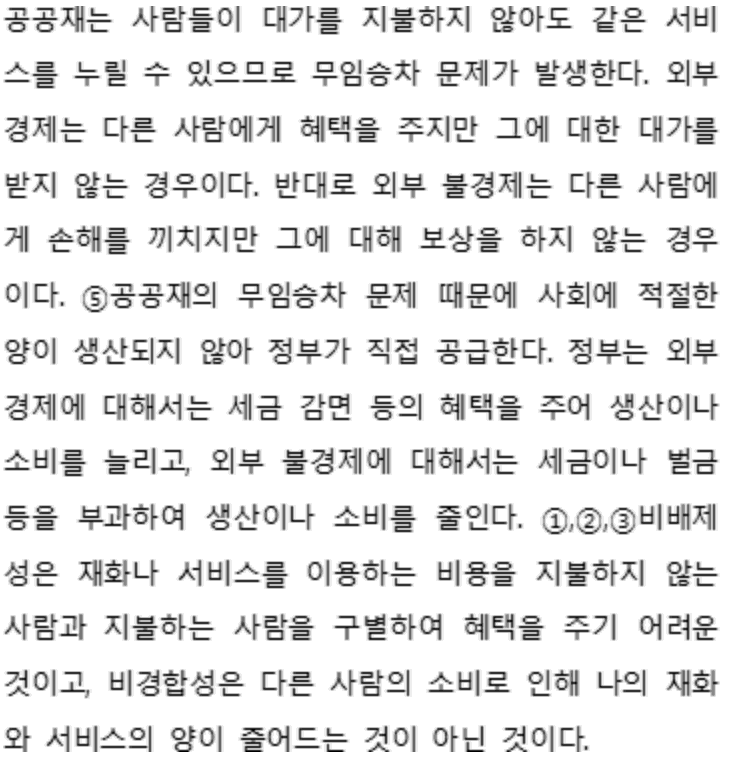 공공재는 사람들이 대가를 지불하지 않아도 같은 서비
스를 누릴 수 있으므로 무임승차 문제가 발생한다. 외부
경제는 다른 사람에게 혜택을 주지만 그에 대한 대가를
받지 않는 경우이다. 반대로 외부 불경제는 다른 사람에
게 손해를 끼치지만 그에 대해 보상을 하지 않는 경우
이다. ⑤공공재의 무임승차 문제 때문에 사회에 적절한
양이 생산되지 않아 정부가 직접 공급한다. 정부는 외부
경제에 대해서는 세금 감면 등의 혜택을 주어 생산이나
소비를 늘리고, 외부 불경제에 대해서는 세금이나 벌금
등을 부과하여 생산이나 소비를 줄인다. ①,②,③비배제
성은 재화나 서비스를 이용하는 비용을 지불하지 않는
사람과 지불하는 사람을 구별하여 혜택을 주기 어려운
것이고, 비경합성은 다른 사람의 소비로 인해 나의 재화
와 서비스의 양이 줄어드는 것이 아닌 것이다.